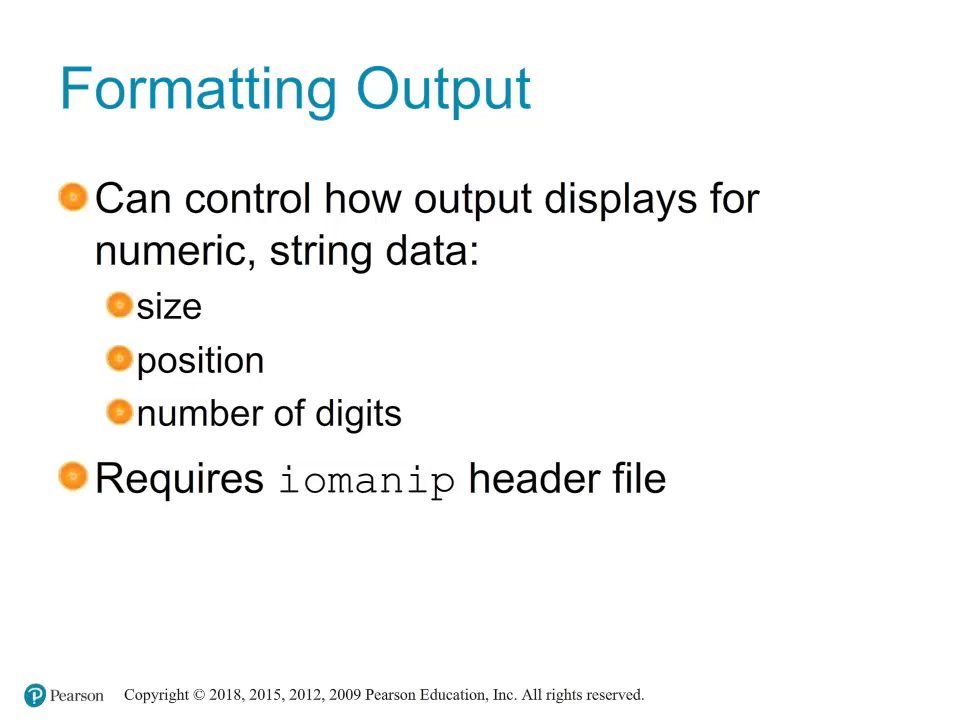 Formatting Output
Can control how output displays for
numeric, string data:
size
position
number of digits
Requires iomanip header file
Pearson Copyright © 2018, 2015, 2012, 2009 Pearson Education, Inc. All rights reserved.